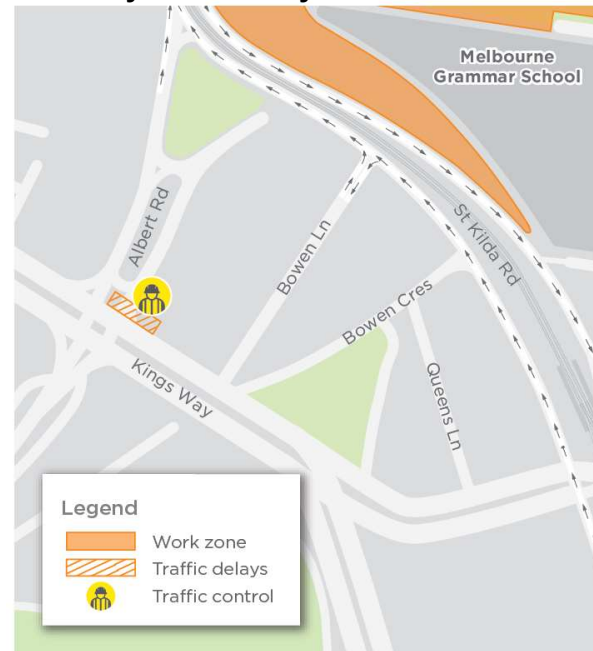 Melbourne
Grammar School
Albert Rd
Bowen Ln
St Kilda Rd
Bowen Cres
Kings Way
Queens Ln
Legend
Work zone
Traffic delays
Traffic control